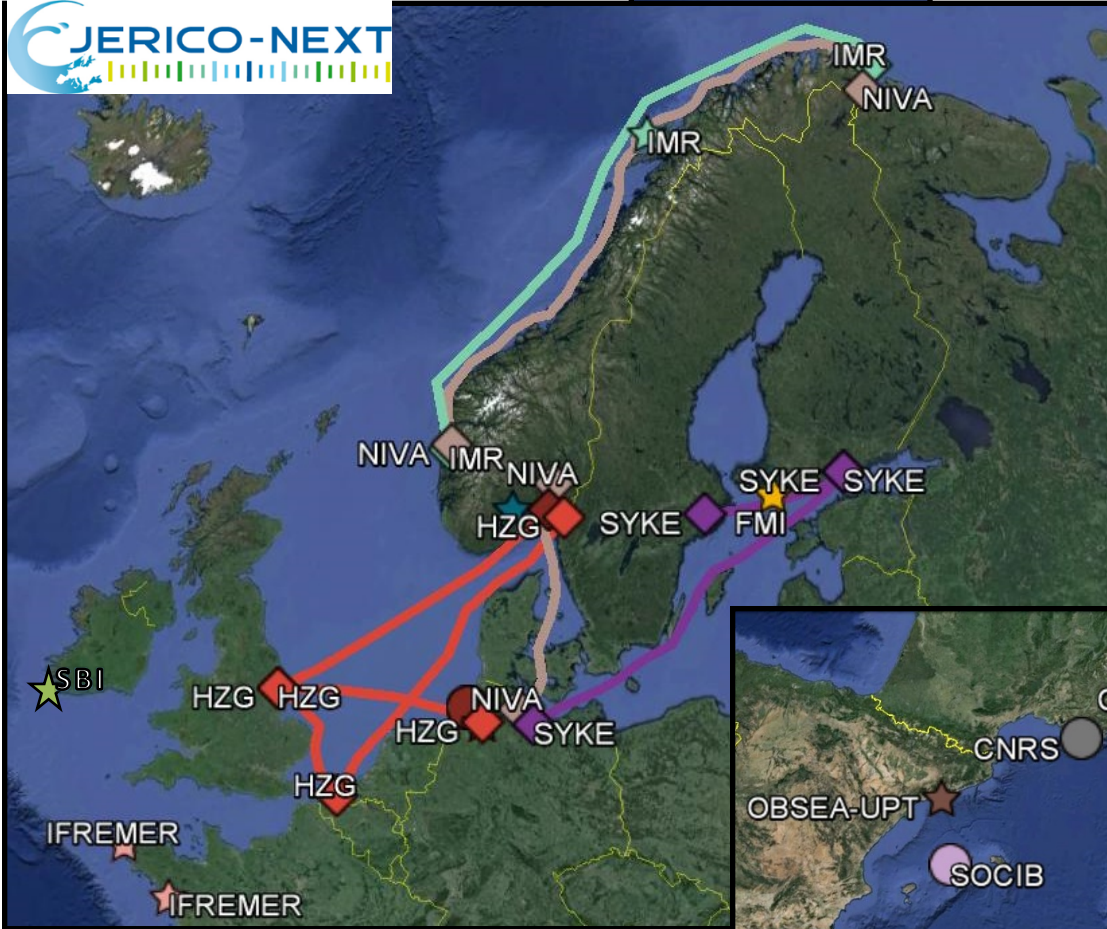 JERICO-NEXT
IMR
NIVA
IMR
NIVA
IMR
NIVA
HZG
SYKE
SYKE
SYKE
FMI
SBI
HZG
HZG
NIVA
HZG
SYKE
HZG
IFREMER
IFREMER
CNRS
OBSEA-UPT
SOCIB